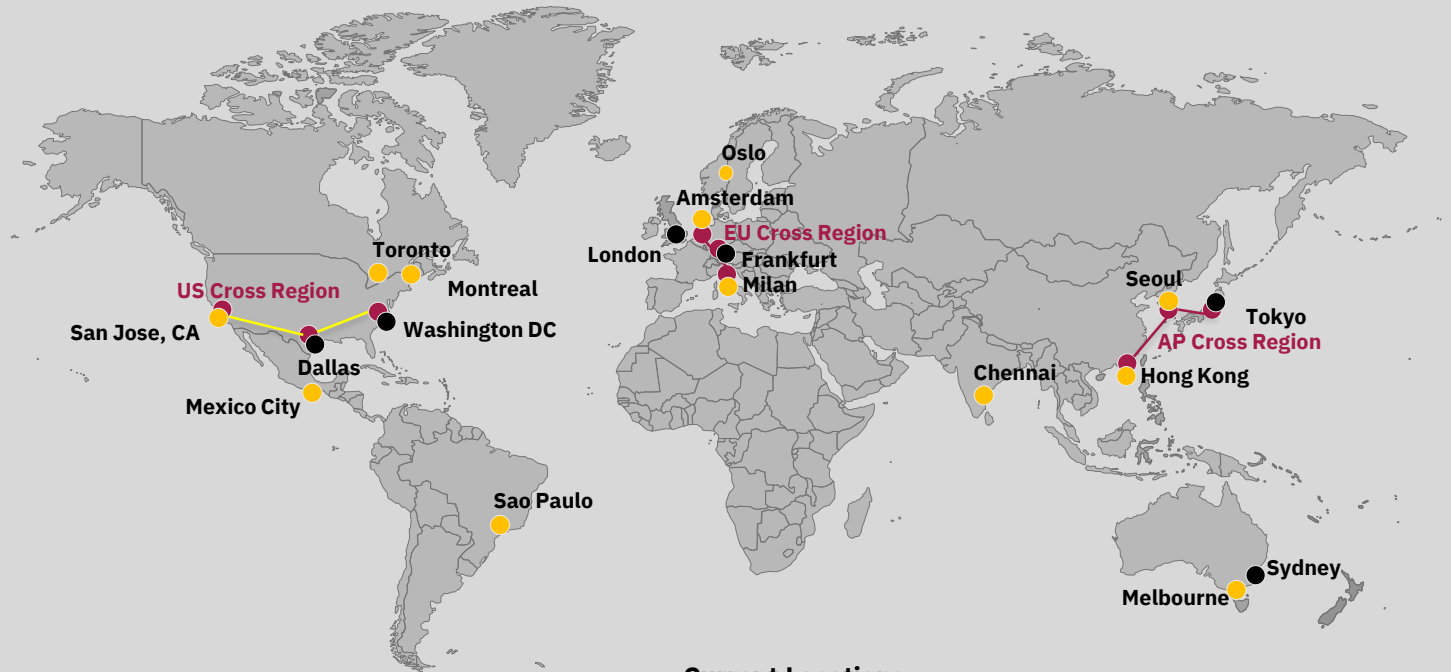 Oslo
Amsterdam
EU Cross Region
London
Frankfurt
Milan
Toronto
Montreal
US Cross Region
San Jose, CA
Washington DC
Dallas
Mexico City
Seoul
Tokyo
AP Cross Region
Hong Kong
Chennai
Sao Paulo
Sydney
Melbourne